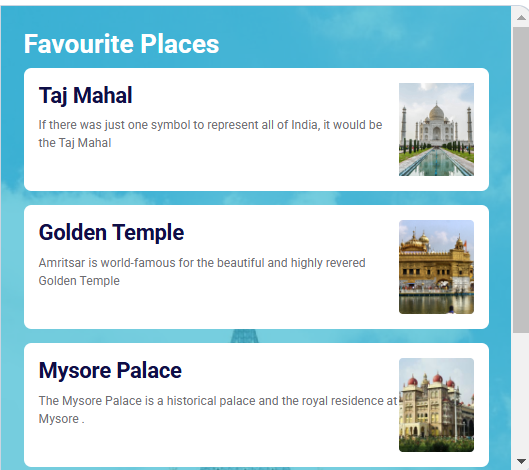 Favourite Places
Taj Mahal
If there was just one symbol to represent all of India, it would be
the Taj Mahal
Golden Temple
Amritsar is world-famous for the beautiful and highly revered
Golden Temple
Mysore Palace
The Mysore Palace is a historical palace and the royal residence at
Mysore .